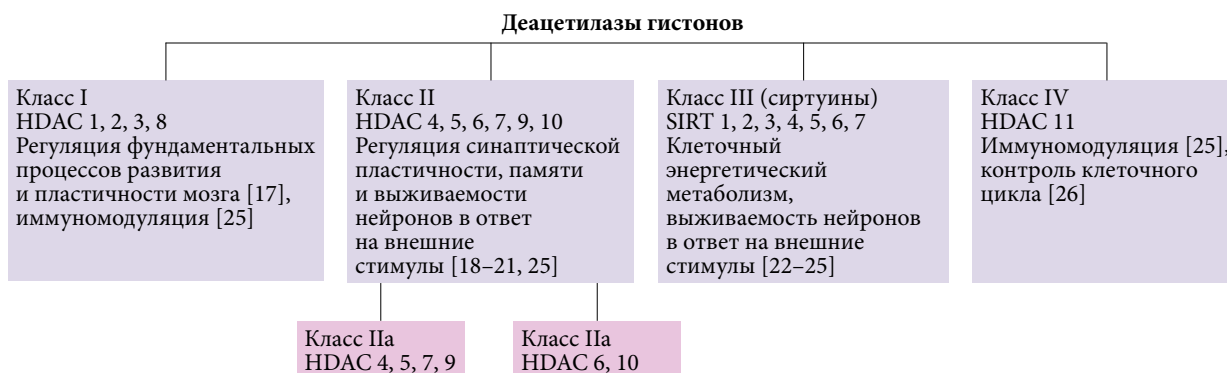 Деацетилазы гистонов
Класс I
HDAC 1, 2, 3, 8
Регуляция фундаментальных
процессов развития
и пластичности мозга [17],
иммуномодуляция [25]
Класс II
HDAC 4, 5, 6, 7, 9, 10
Регуляция синаптической
пластичности, памяти
и выживаемости
нейронов в ответ
на внешние
стимулы [18–21, 25]
Класс III (сиртуины)
SIRT 1, 2, 3, 4, 5, 6, 7
Клеточный
энергетический
метаболизм,
выживаемость нейронов
в ответ на внешние
стимулы [22–25]
Класс IV
HDAC 11
Иммуномодуляция [25],
контроль клеточного
цикла [26]
Класс IIa
HDAC 4, 5, 7, 9
Класс IIa
HDAC 6, 10